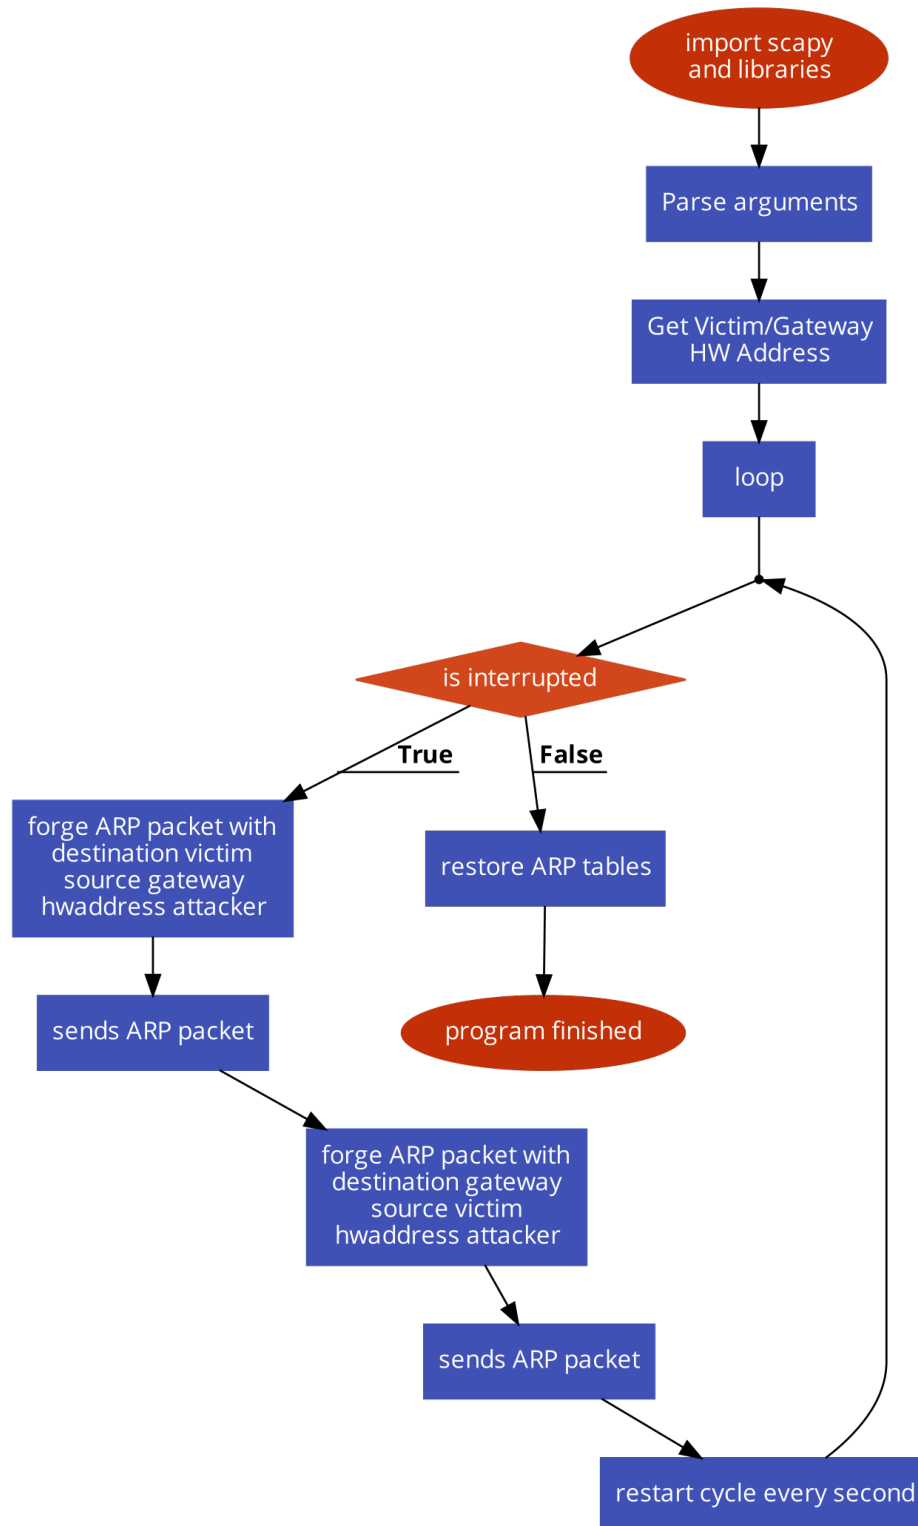 import scapy
and libraries
Parse arguments
Get Victim/Gateway
HW Address
loop
is interrupted
True
False
forge ARP packet with
destination victim
source gateway
hwaddress attacker
restore ARP tables
sends ARP packet
program finished
forge ARP packet with
destination gateway
source victim
hwaddress attacker
sends ARP packet
restart cycle every second